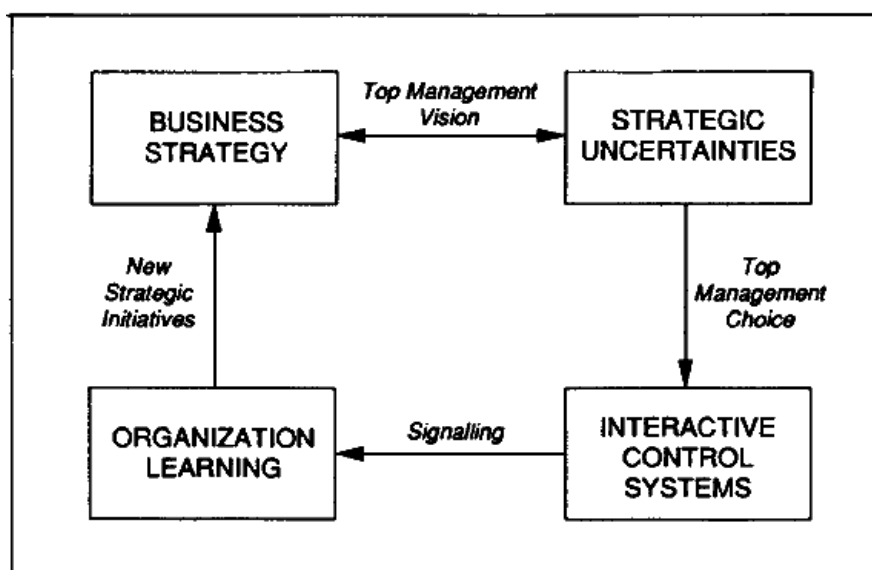 BUSINESS
STRATEGY
Top Management
Vision
STRATEGIC
UNCERTAINTIES
New
Strategic
Initiatives
Top
Management
Choice
ORGANIZATION
LEARNING
Signalling
INTERACTIVE
CONTROL
SYSTEMS